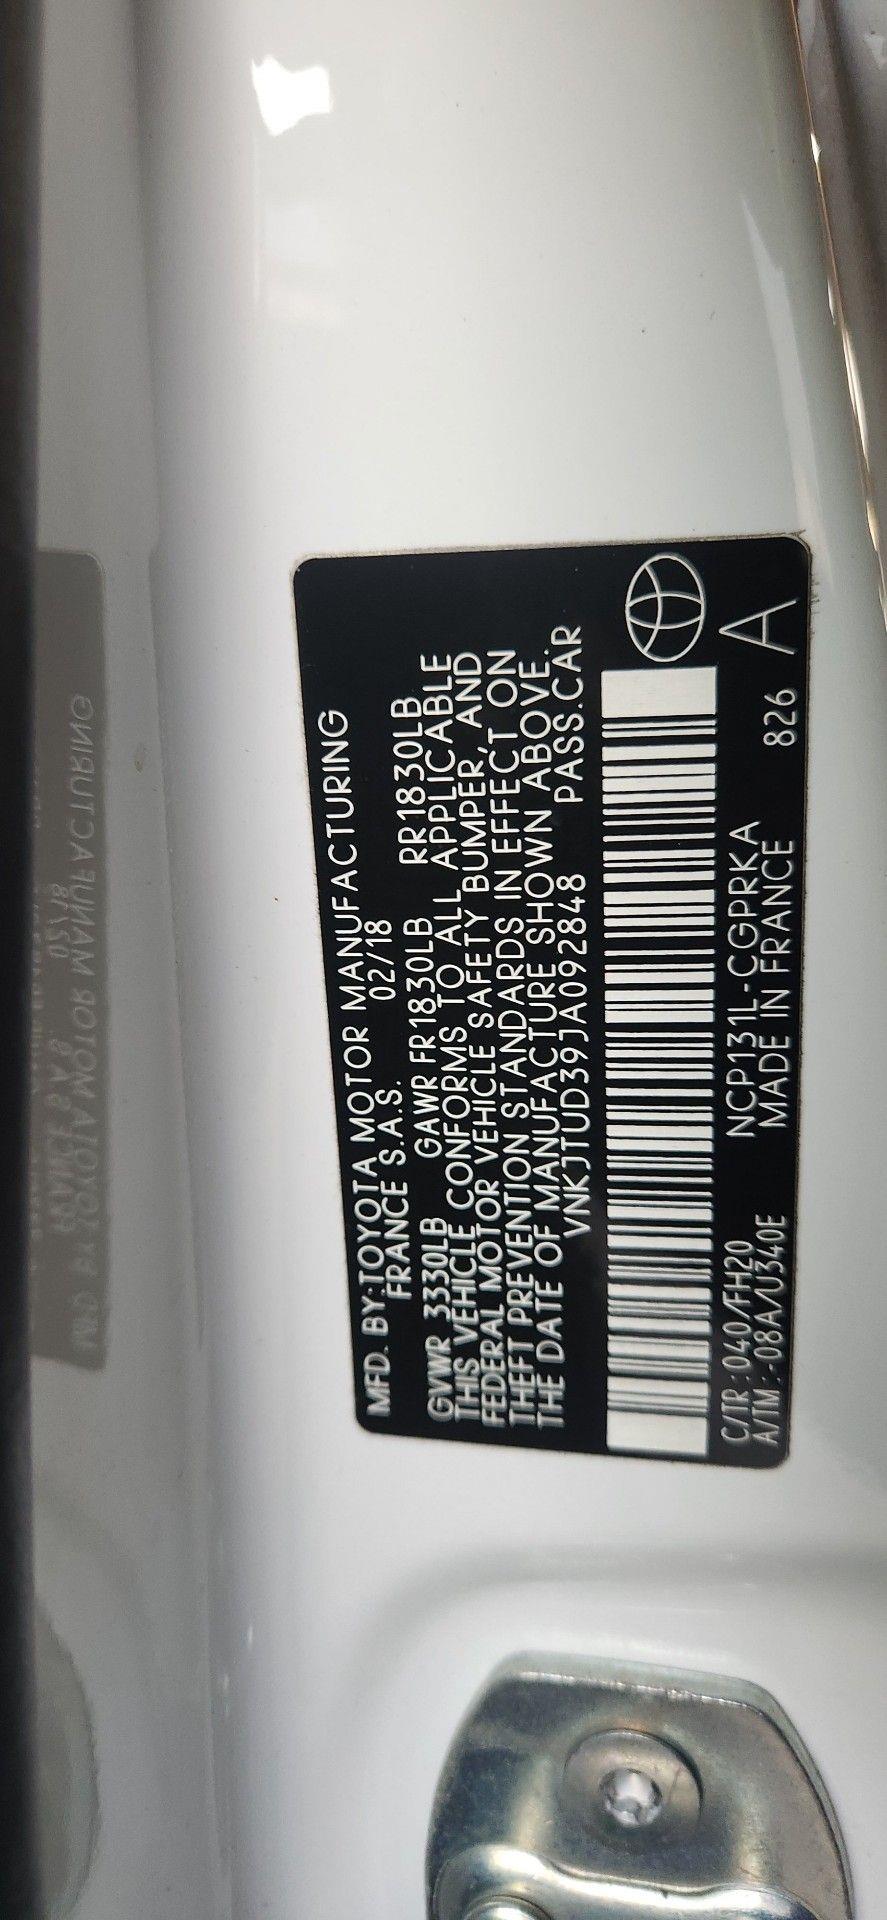 MFD. BY:TOYOTA MOTOR MANUFACTURING
FRANCE S.A.S. 02/18
GVWR 3330LB GAWR FR1830LB RR1830LB
THIS VEHICLE CONFORMS TO ALL APPLICABLE
FEDERAL MOTOR VEHICLE SAFETY BUMPER, AND
THEFT PREVENTION STANDARDS IN EFFECT ON
THE DATE OF MANUFACTURE SHOWN ABOVE.
VNKJTUD39JA092848 PASS.CAR
C/TR:040/FH20 NCP131L-CGPRKA
A/TM:-08A/U340E MADE IN FRANCE 826 A